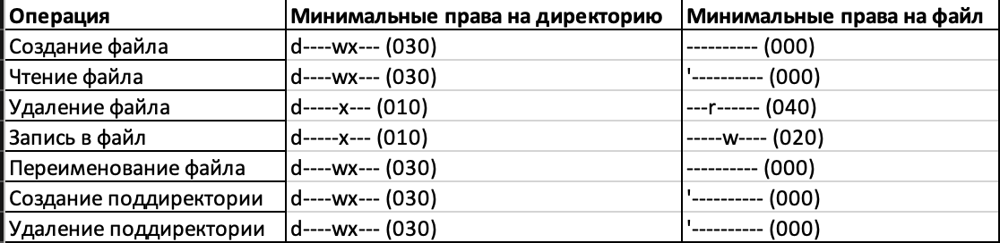 Операция Минимальные права на директорию Минимальные права на файл
Создание файла d----wx--- (030) ---------- (000)
Чтение файла d----wx--- (030) '---------- (000)
Удаление файла d-----x--- (010) ---r------ (040)
Запись в файл d-----x--- (010) -----w---- (020)
Переименование файла d----wx--- (030) ---------- (000)
Создание поддиректории d----wx--- (030) '---------- (000)
Удаление поддиректории d----wx--- (030) '---------- (000)